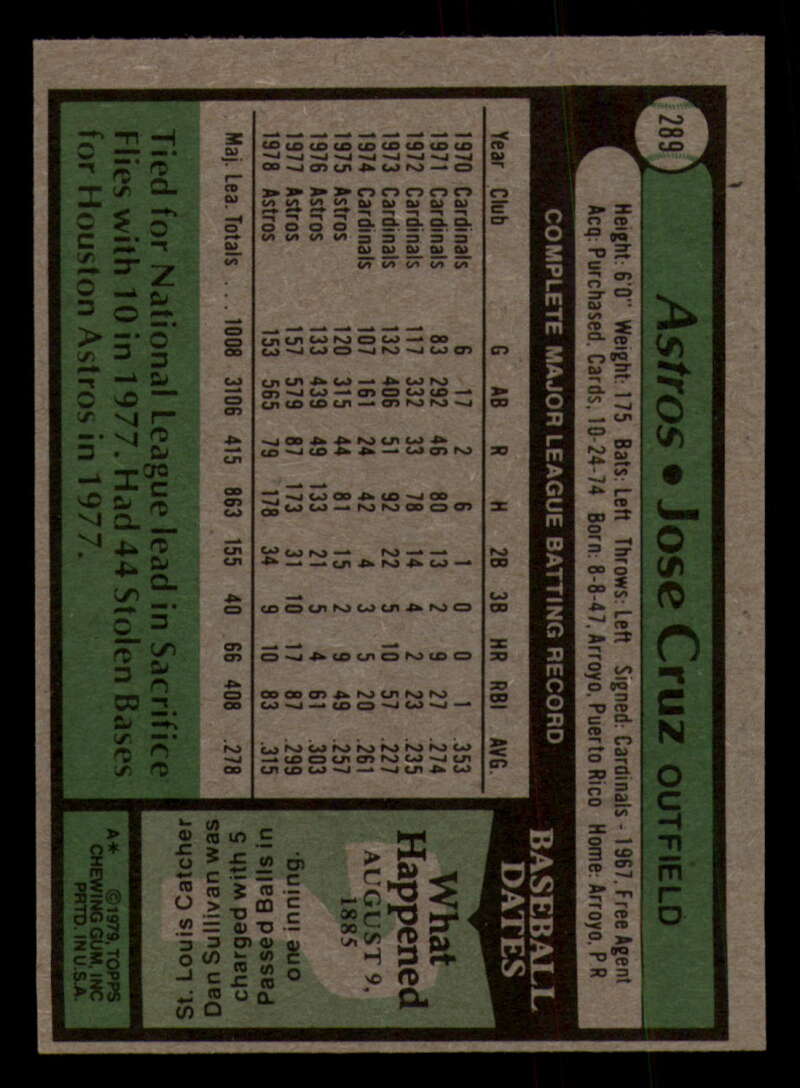 289
Astros • Jose Cruz OUTFIELD
Height: 6'0" Weight: 175 Bats: Left Throws: Left Signed: Cardinals - 1967, Free Agent
Acq: Purchased, Cards, 10-24-74 Born: 8-8-47, Arroyo, Puerto Rico Home: Arroyo, PR
COMPLETE MAJOR LEAGUE BATTING RECORD
Year Club G AB R H 2B 3B HR RBI AVG.
1970 Cardinals 6 17 2 6 1 0 0 1 .353
1971 Cardinals 83 292 46 80 13 2 9 27 .274
1972 Cardinals 117 332 33 78 14 4 2 23 .235
1973 Cardinals 132 406 51 92 22 5 10 57 .227
1974 Cardinals 107 161 24 42 4 3 5 20 .261
1975 Astros 120 315 44 81 15 2 9 49 .257
1976 Astros 133 439 49 133 21 5 4 61 .303
1977 Astros 157 579 87 173 31 10 17 87 .299
1978 Astros 153 565 79 178 34 9 10 83 .315
Maj. Lea. Totals . . . 1008 3106 415 863 155 40 66 408 .278
Tied for National League lead in Sacrifice
Flies with 10 in 1977. Had 44 Stolen Bases
for Houston Astros in 1977.
BASEBALL
DATES
What
Happened
AUGUST 9,
1885
St. Louis Catcher
Dan Sullivan was
charged with 5
Passed Balls in
one inning.
A* ©1979, TOPPS
CHEWING GUM, INC
PRTD. IN U.S.A.